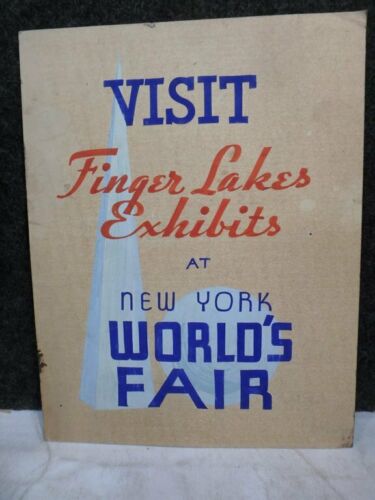 VISIT
Finger Lakes
Exhibits
AT
NEW YORK
WORLD'S
FAIR